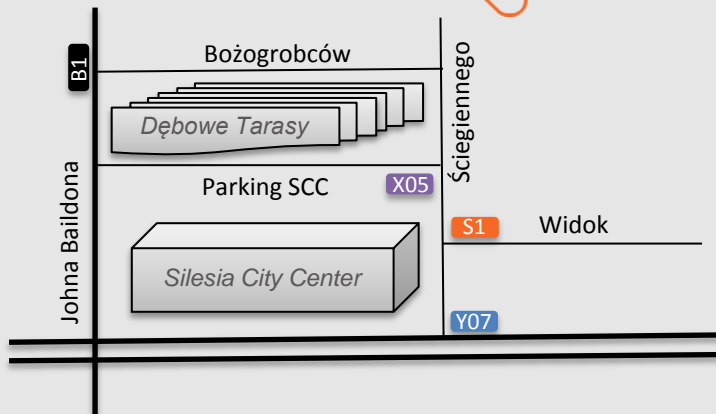 Bożogrobców
B1
Ściegiennego
Dębowe Tarasy
Johna Baildona
Parking SCC
X05
S1
Widok
Silesia City Center
Y07